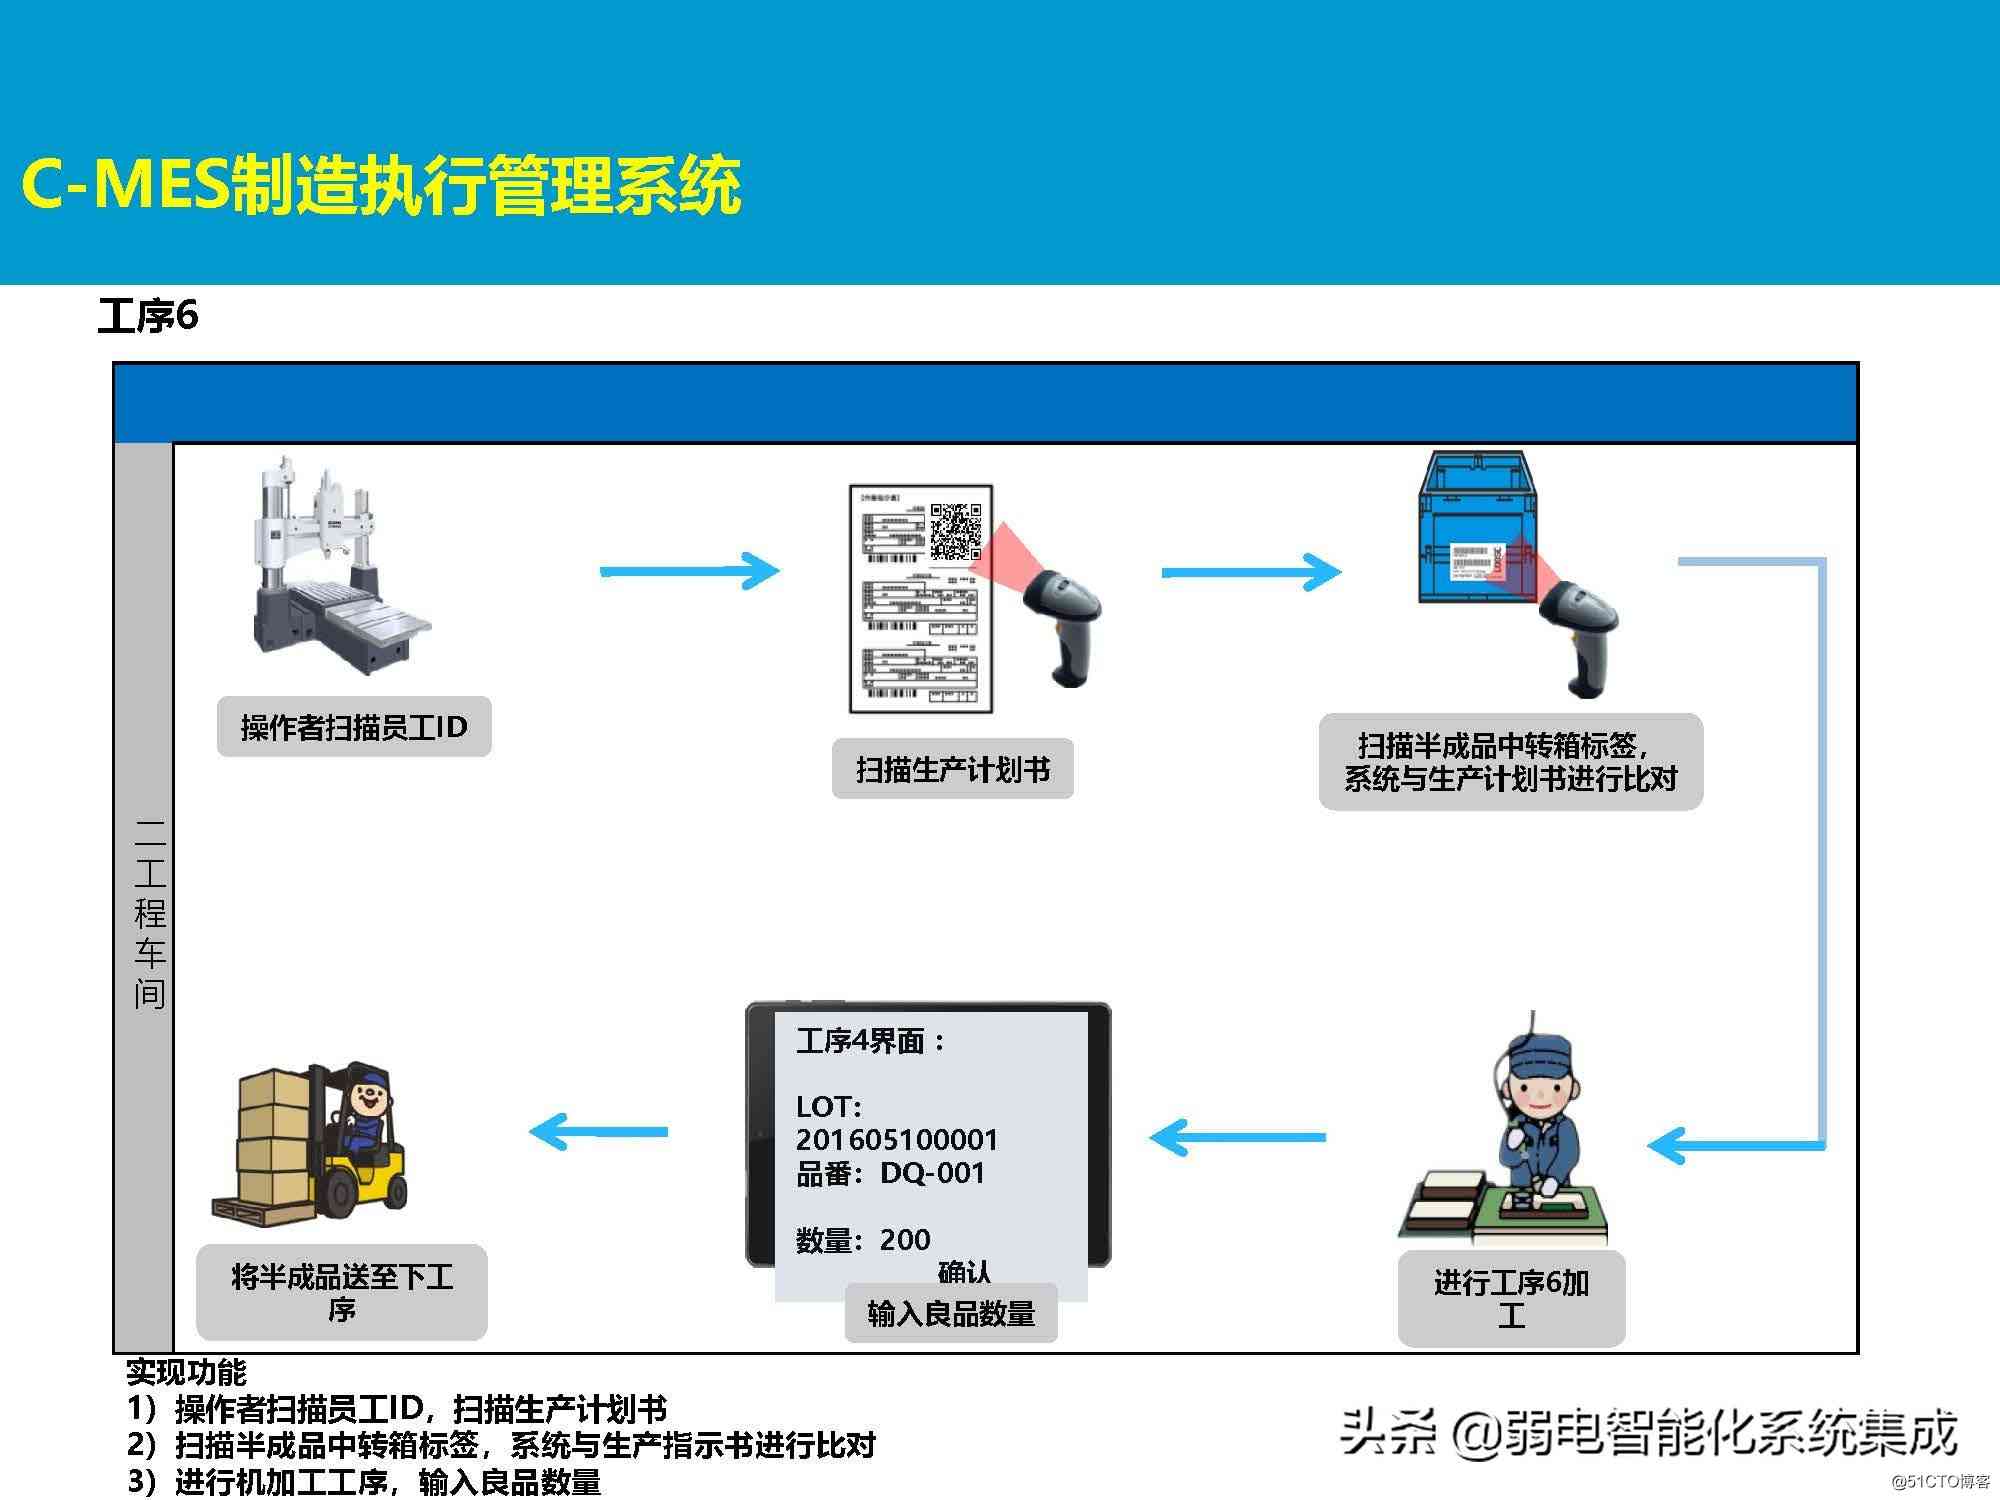 C-MES制造执行管理系统
工序6
操作者扫描员工ID
扫描生产计划书
扫描半成品中转箱标签，
系统与生产计划书进行比对
二工程车间
工序4界面：
LOT:
201605100001
品番：DQ-001
数量：200
确认
输入良品数量
将半成品送至下工
序
进行工序6加
工
实现功能
1）操作者扫描员工ID，扫描生产计划书
2）扫描半成品中转箱标签，系统与生产指示书进行比对
3）进行机加工工序，输入良品数量
头条 @弱电智能化系统集成
@51CTO博客